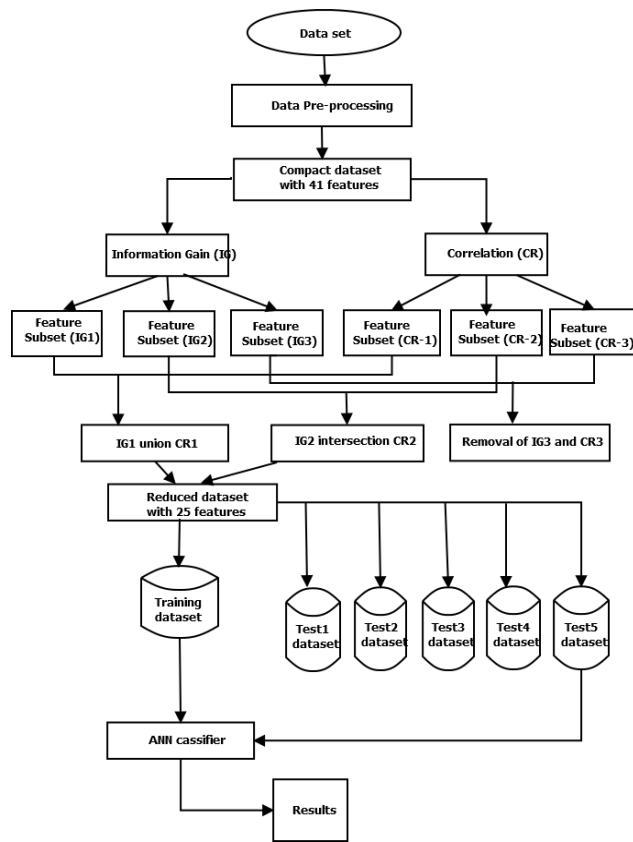 Data set
Data Pre-processing
Compact dataset
with 41 features
Information Gain (IG)
Correlation (CR)
Feature
Subset (IG1)
Feature
Subset (IG2)
Feature
Subset (IG3)
Feature
Subset (CR-1)
Feature
Subset (CR-2)
Feature
Subset (CR-3)
IG1 union CR1
IG2 intersection CR2
Removal of IG3 and CR3
Reduced dataset
with 25 features
Training
dataset
Test1
dataset
Test2
dataset
Test3
dataset
Test4
dataset
Test5
dataset
ANN cassifier
Results